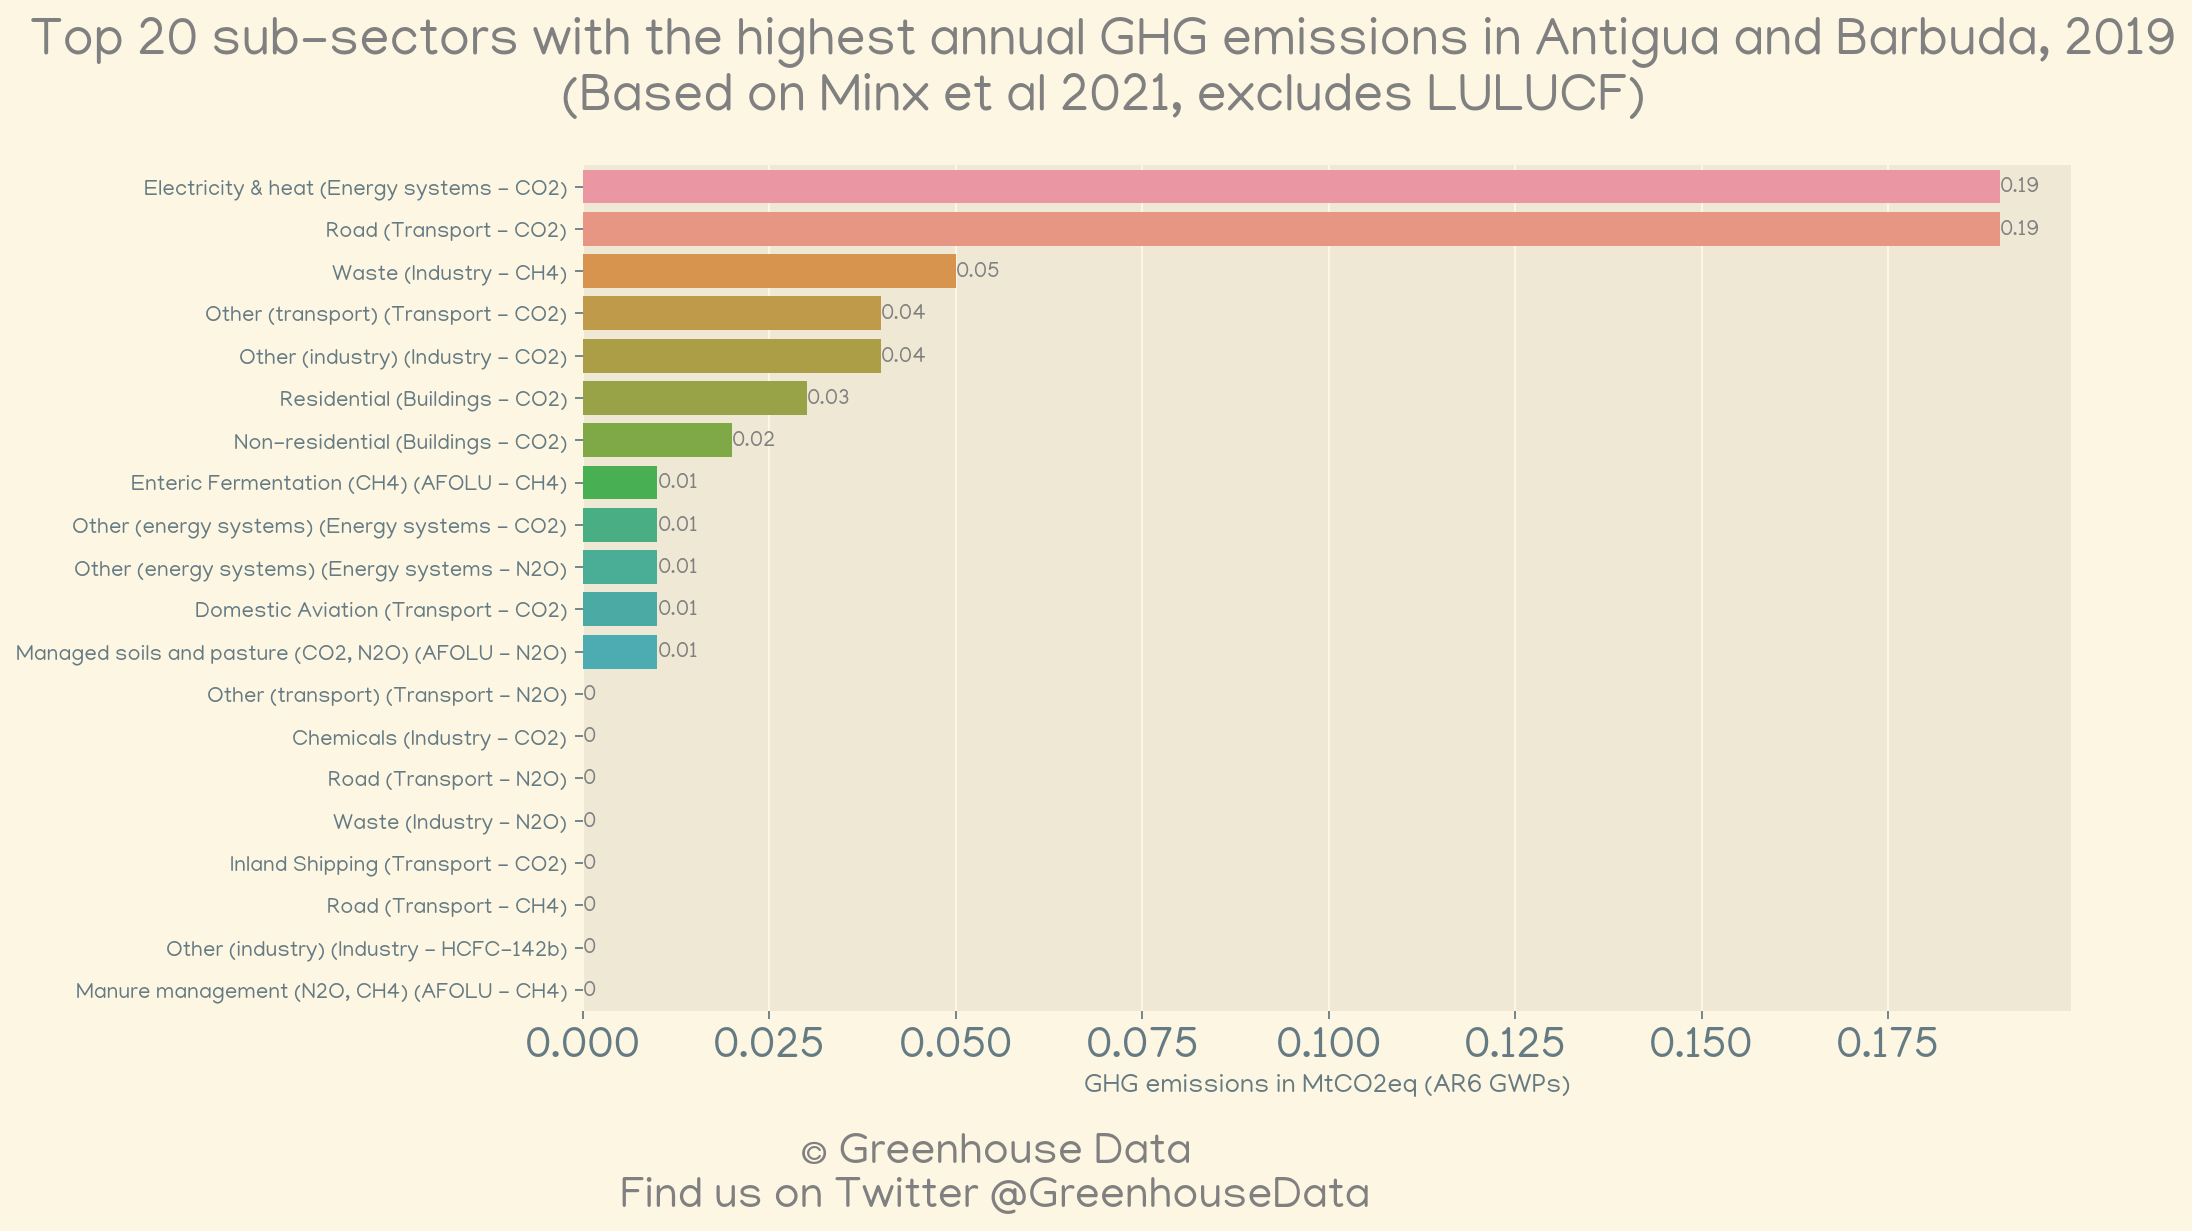 Top 20 sub-sectors with the highest annual GHG emissions in Antigua and Barbuda, 2019
(Based on Minx et al 2021, excludes LULUCF)
Electricity & heat (Energy systems - CO2) 0.19
Road (Transport - CO2) 0.19
Waste (Industry - CH4) 0.05
Other (transport) (Transport - CO2) 0.04
Other (industry) (Industry - CO2) 0.04
Residential (Buildings - CO2) 0.03
Non-residential (Buildings - CO2) 0.02
Enteric Fermentation (CH4) (AFOLU - CH4) 0.01
Other (energy systems) (Energy systems - CO2) 0.01
Other (energy systems) (Energy systems - N2O) 0.01
Domestic Aviation (Transport - CO2) 0.01
Managed soils and pasture (CO2, N2O) (AFOLU - N2O) 0.01
Other (transport) (Transport - N2O) 0
Chemicals (Industry - CO2) 0
Road (Transport - N2O) 0
Waste (Industry - N2O) 0
Inland Shipping (Transport - CO2) 0
Road (Transport - CH4) 0
Other (industry) (Industry - HCFC-142b) 0
Manure management (N2O, CH4) (AFOLU - CH4) 0
0.000 0.025 0.050 0.075 0.100 0.125 0.150 0.175
GHG emissions in MtCO2eq (AR6 GWPs)
© Greenhouse Data
Find us on Twitter @GreenhouseData